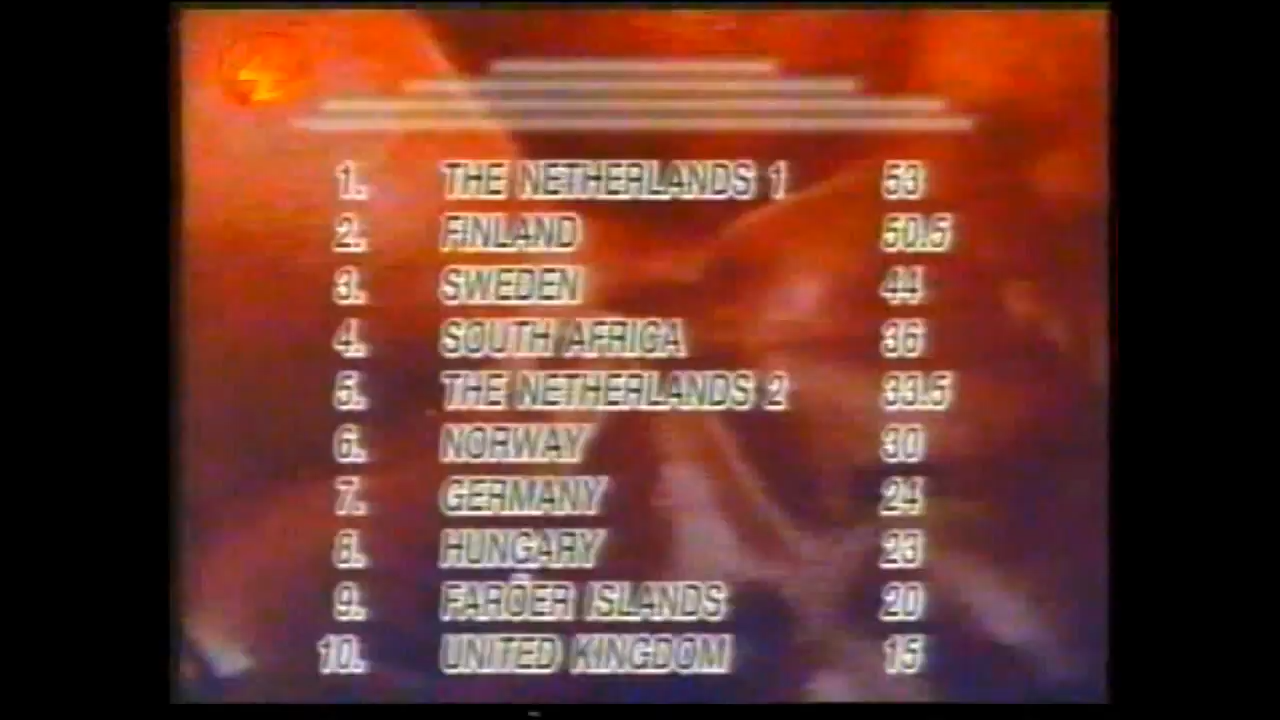 1. THE NETHERLANDS 1 53
2. FINLAND 50.5
3. SWEDEN 44
4. SOUTH AFRICA 36
5. THE NETHERLANDS 2 33.5
6. NORWAY 30
7. GERMANY 24
8. HUNGARY 23
9. FARÖER ISLANDS 20
10. UNITED KINGDOM 15